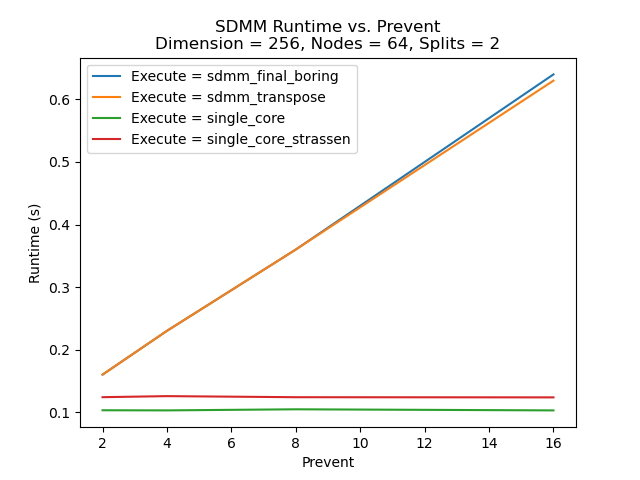 SDMM Runtime vs. Prevent
Dimension = 256, Nodes = 64, Splits = 2
Execute = sdmm_final_boring
Execute = sdmm_transpose
Execute = single_core
Execute = single_core_strassen
Runtime (s)
0.6
0.5
0.4
0.3
0.2
0.1
2
4
6
8
10
12
14
16
Prevent